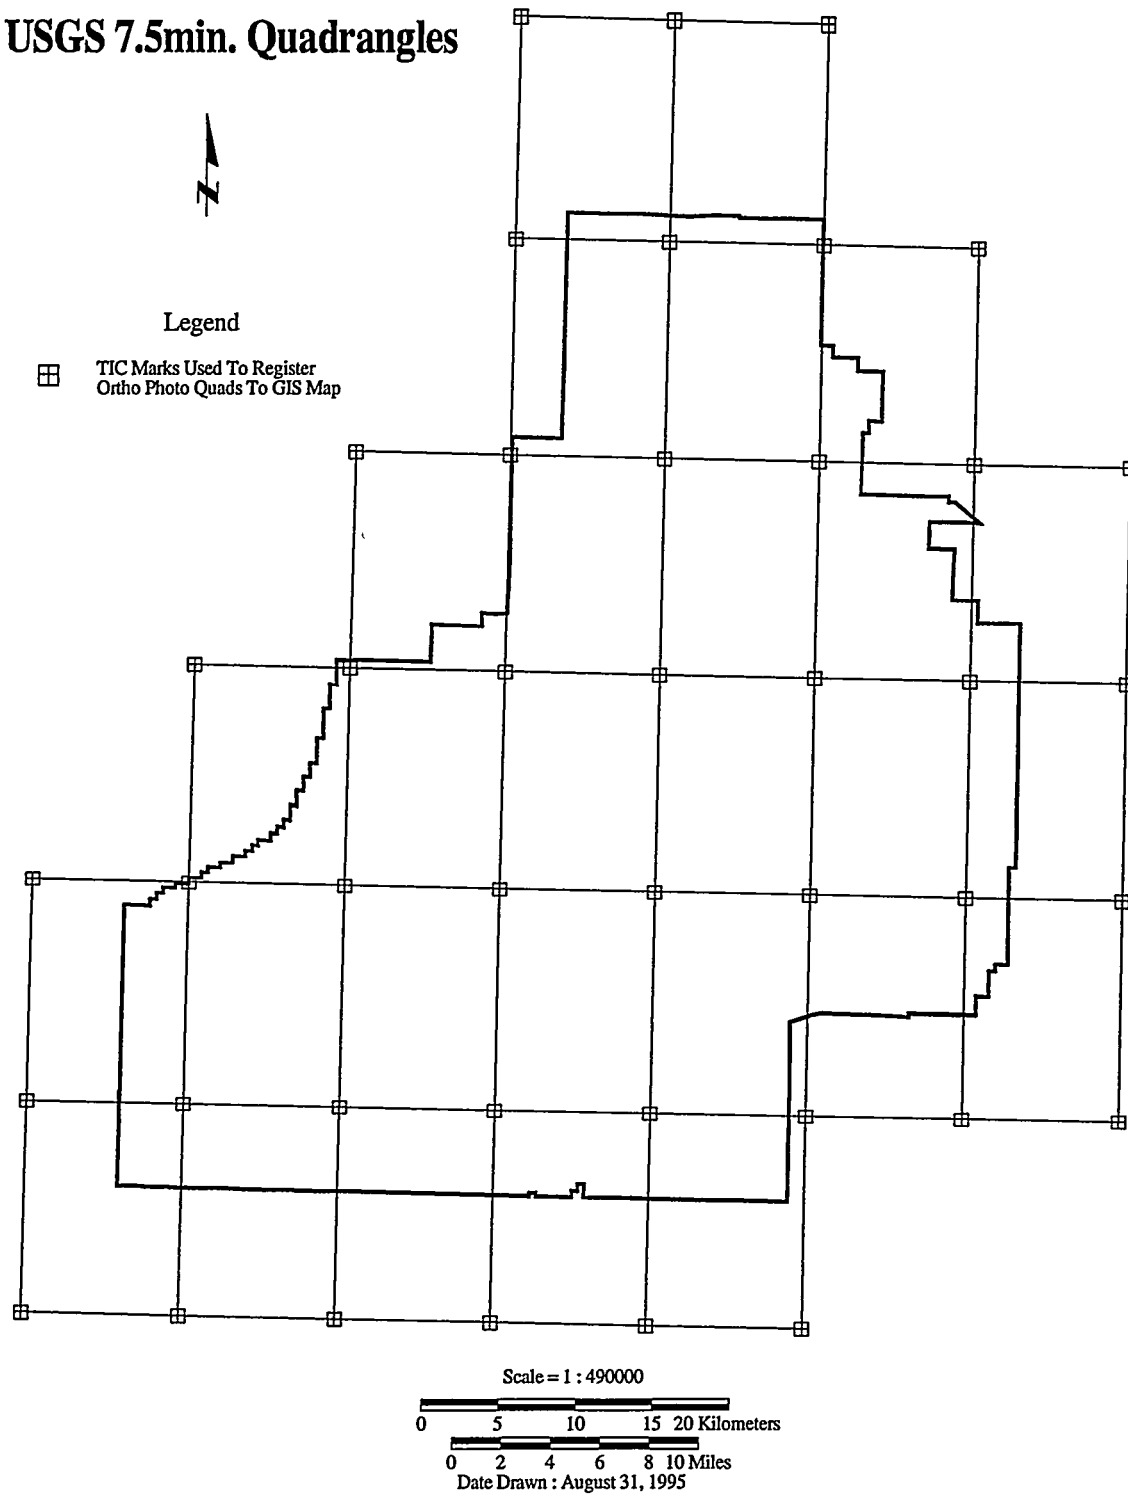 USGS 7.5min. Quadrangles
N
Legend
TIC Marks Used To Register
Ortho Photo Quads To GIS Map
Scale = 1 : 490000
0 5 10 15 20 Kilometers
0 2 4 6 8 10 Miles
Date Drawn : August 31, 1995